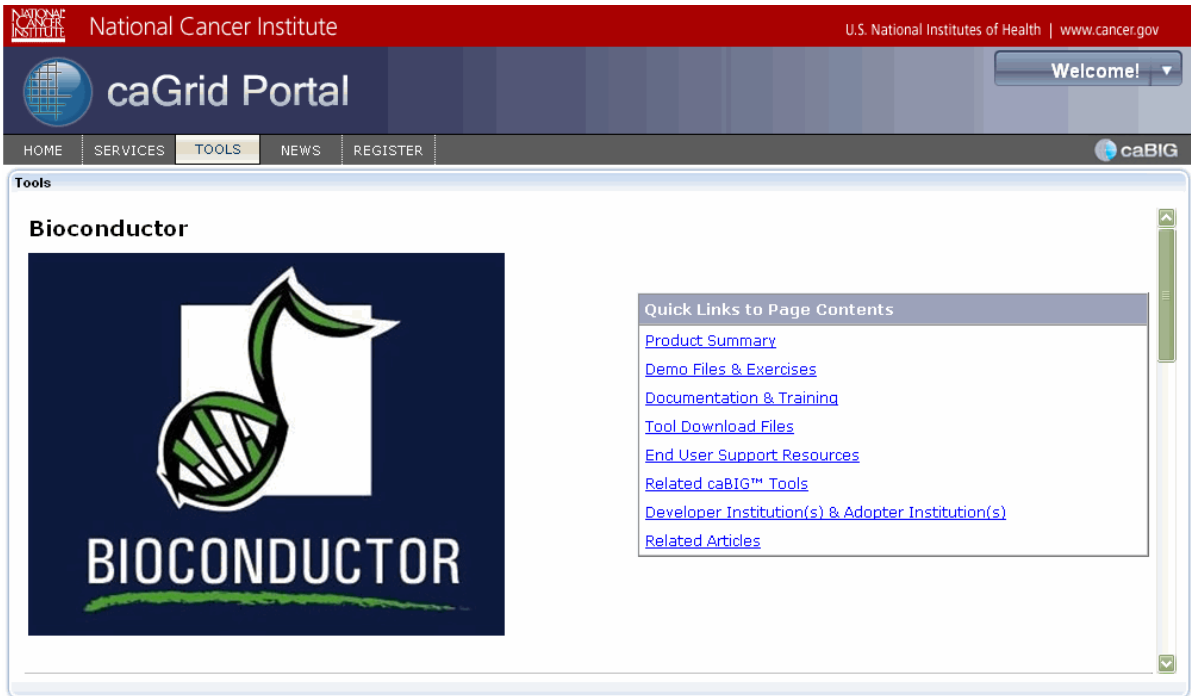 NATIONAL CANCER INSTITUTE
National Cancer Institute
U.S. National Institutes of Health | www.cancer.gov
caGrid Portal
Welcome!
HOME SERVICES TOOLS NEWS REGISTER
caBIG
Tools
Bioconductor
BIOCONDUCTOR
Quick Links to Page Contents
Product Summary
Demo Files & Exercises
Documentation & Training
Tool Download Files
End User Support Resources
Related caBIG™ Tools
Developer Institution(s) & Adopter Institution(s)
Related Articles